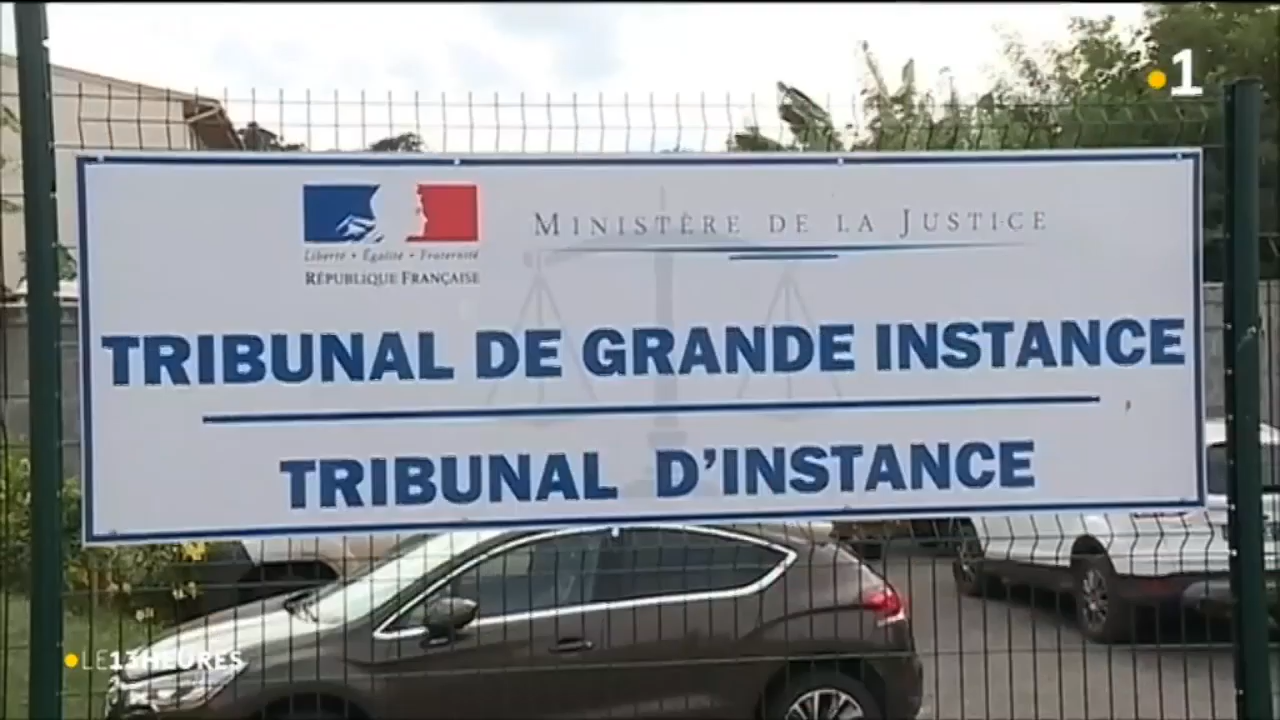 1
MINISTÈRE DE LA JUSTICE
Liberté • Égalité • Fraternité
RÉPUBLIQUE FRANÇAISE
TRIBUNAL DE GRANDE INSTANCE
TRIBUNAL D'INSTANCE
LE13HEURES